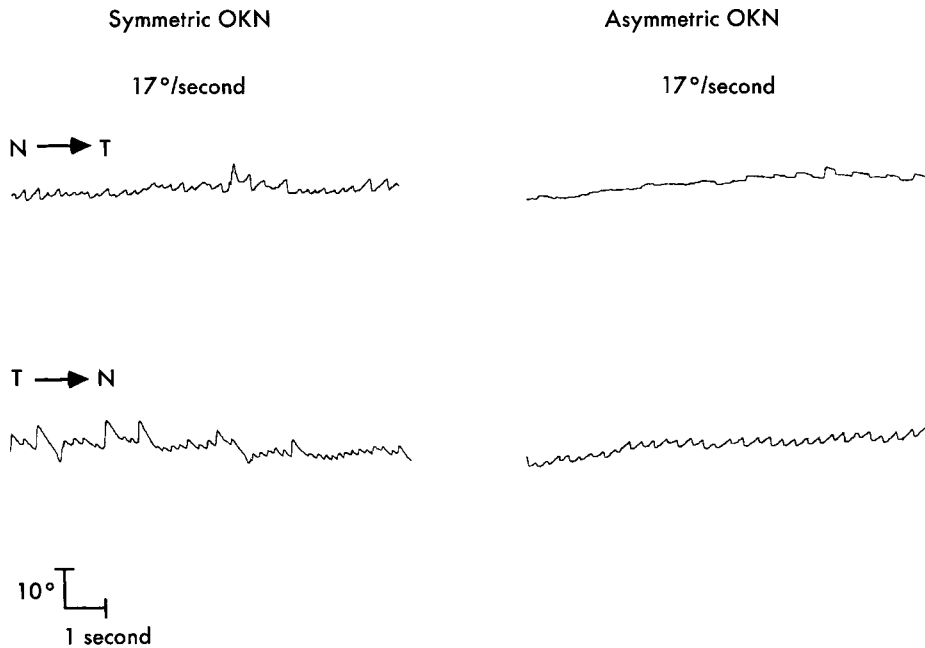 Symmetric OKN
Asymmetric OKN
17°/second
17°/second
N T
T N
10°
1 second